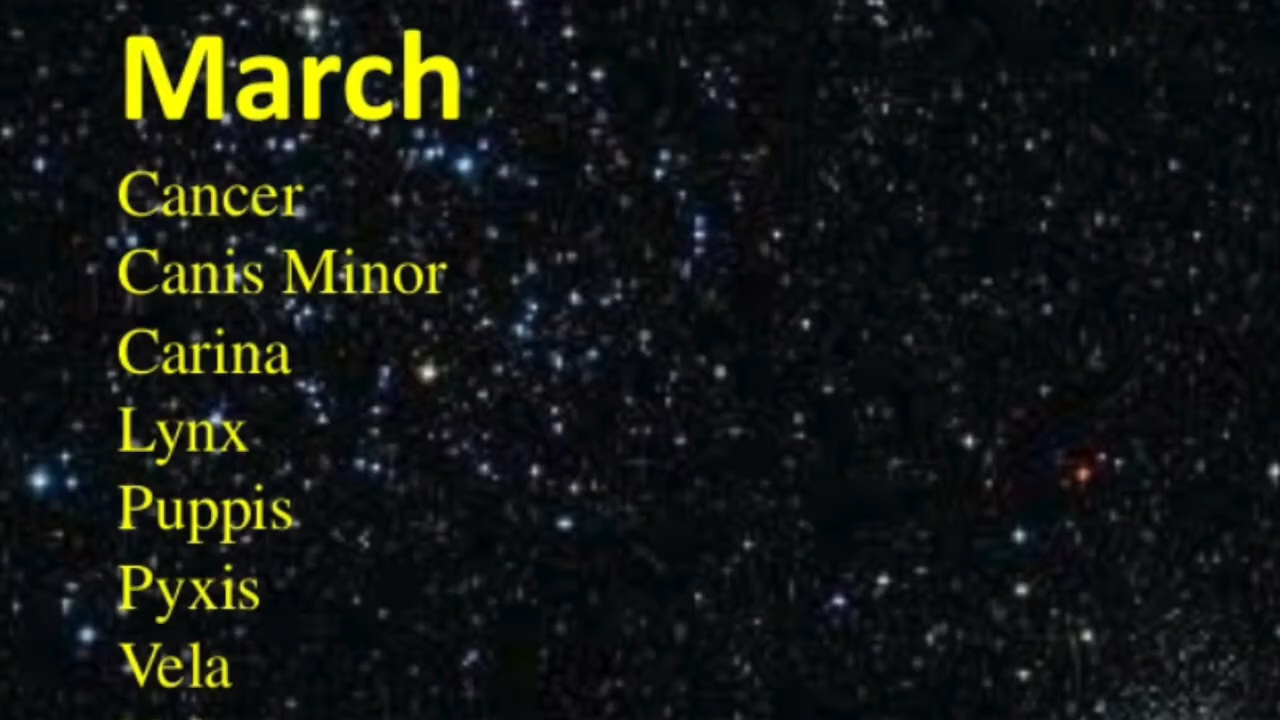 March
Cancer
Canis Minor
Carina
Lynx
Puppis
Pyxis
Vela